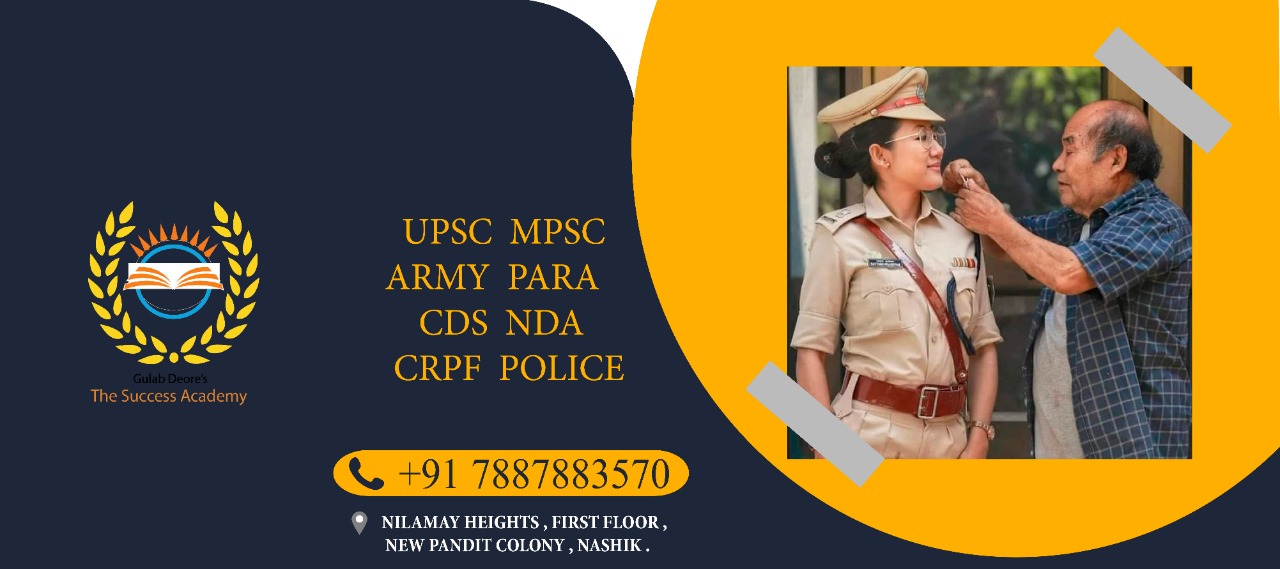 Gulab Deore's
The Success Academy
UPSC MPSC
ARMY PARA
CDS NDA
CRPF POLICE
+91 7887883570
NILAMAY HEIGHTS , FIRST FLOOR ,
NEW PANDIT COLONY , NASHIK .